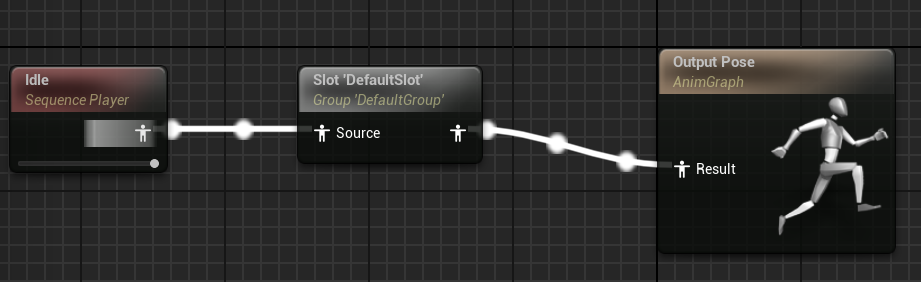 Idle
Sequence Player
Slot 'DefaultSlot'
Group 'DefaultGroup'
Source
Output Pose
AnimGraph
Result